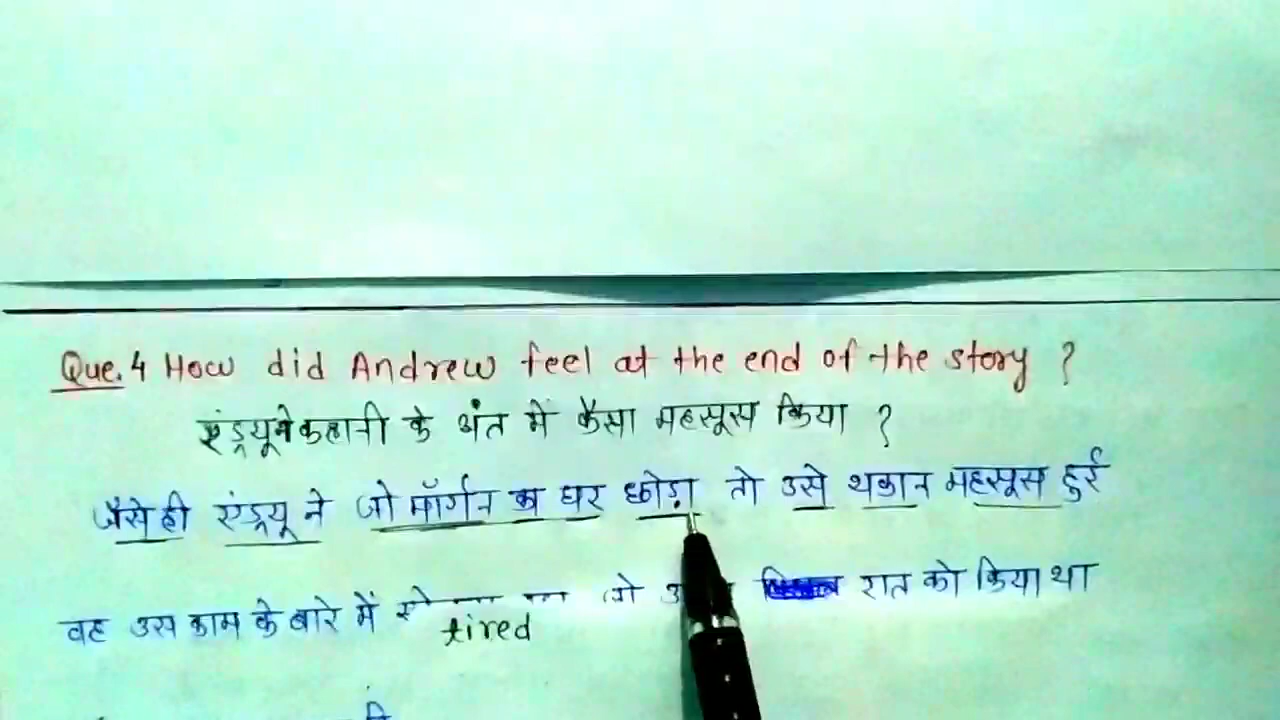 Que. 4 How did Andrew feel at the end of the story ?
एंड्रयू ने कहानी के अंत में कैसा महसूस किया ?
जैसे ही एंड्रयू ने जो मॉर्गन का घर छोड़ा तो उसे थकान महसूस हुई
वह उस काम के बारे में रात को किया था
tired